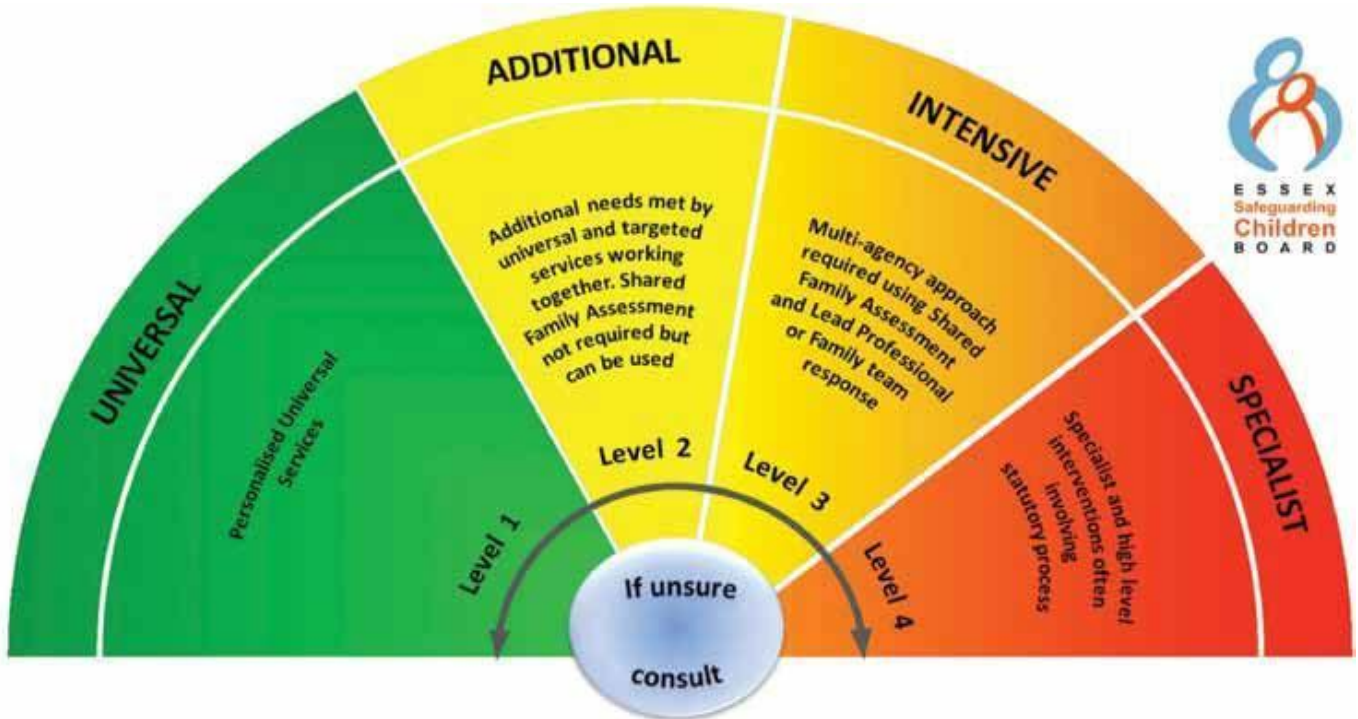 UNIVERSAL
Personalised Universal
Services
Level 1
ADDITIONAL
Additional needs met by
universal and targeted
services working
together. Shared
Family Assessment
not required but
can be used
Level 2
INTENSIVE
Multi-agency approach
required using Shared
Family Assessment
and Lead Professional
or Family team
response
Level 3
SPECIALIST
Specialist and high level
interventions often
involving
statutory process
Level 4
If unsure
consult
ESSEX
Safeguarding
Children
BOARD